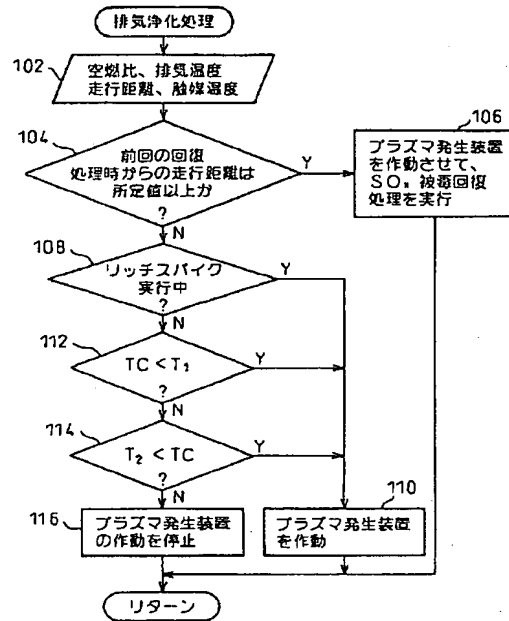 排気浄化処理
102
空燃比、排気温度
走行距離、触媒温度
104
前回の回復
処理時からの走行距離は
所定値以上か
?
Y
N
106
プラズマ発生装置
を作動させて、
SOx 被毒回復
処理を実行
108
リッチスパイク
実行中
?
Y
N
112
TC<T₁
?
Y
N
114
T₂<TC
?
Y
N
116
プラズマ発生装置
の作動を停止
110
プラズマ発生装置
を作動
リターン